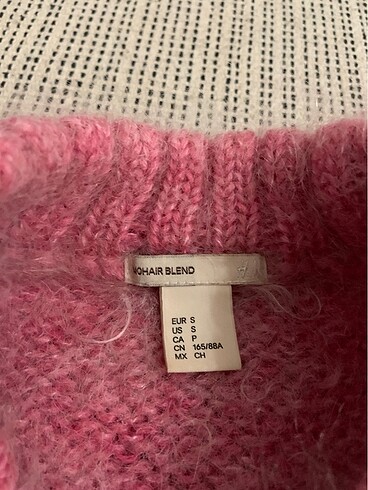 MOHAIR BLEND
EUR S
US S
CA P
CN 165/88A
MX CH